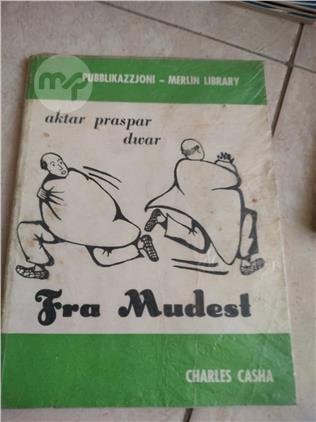 PUBBLIKAZZJONI - MERLIN LIBRARY
aktar praspar
dwar
Fra Mudest
CHARLES CASHA